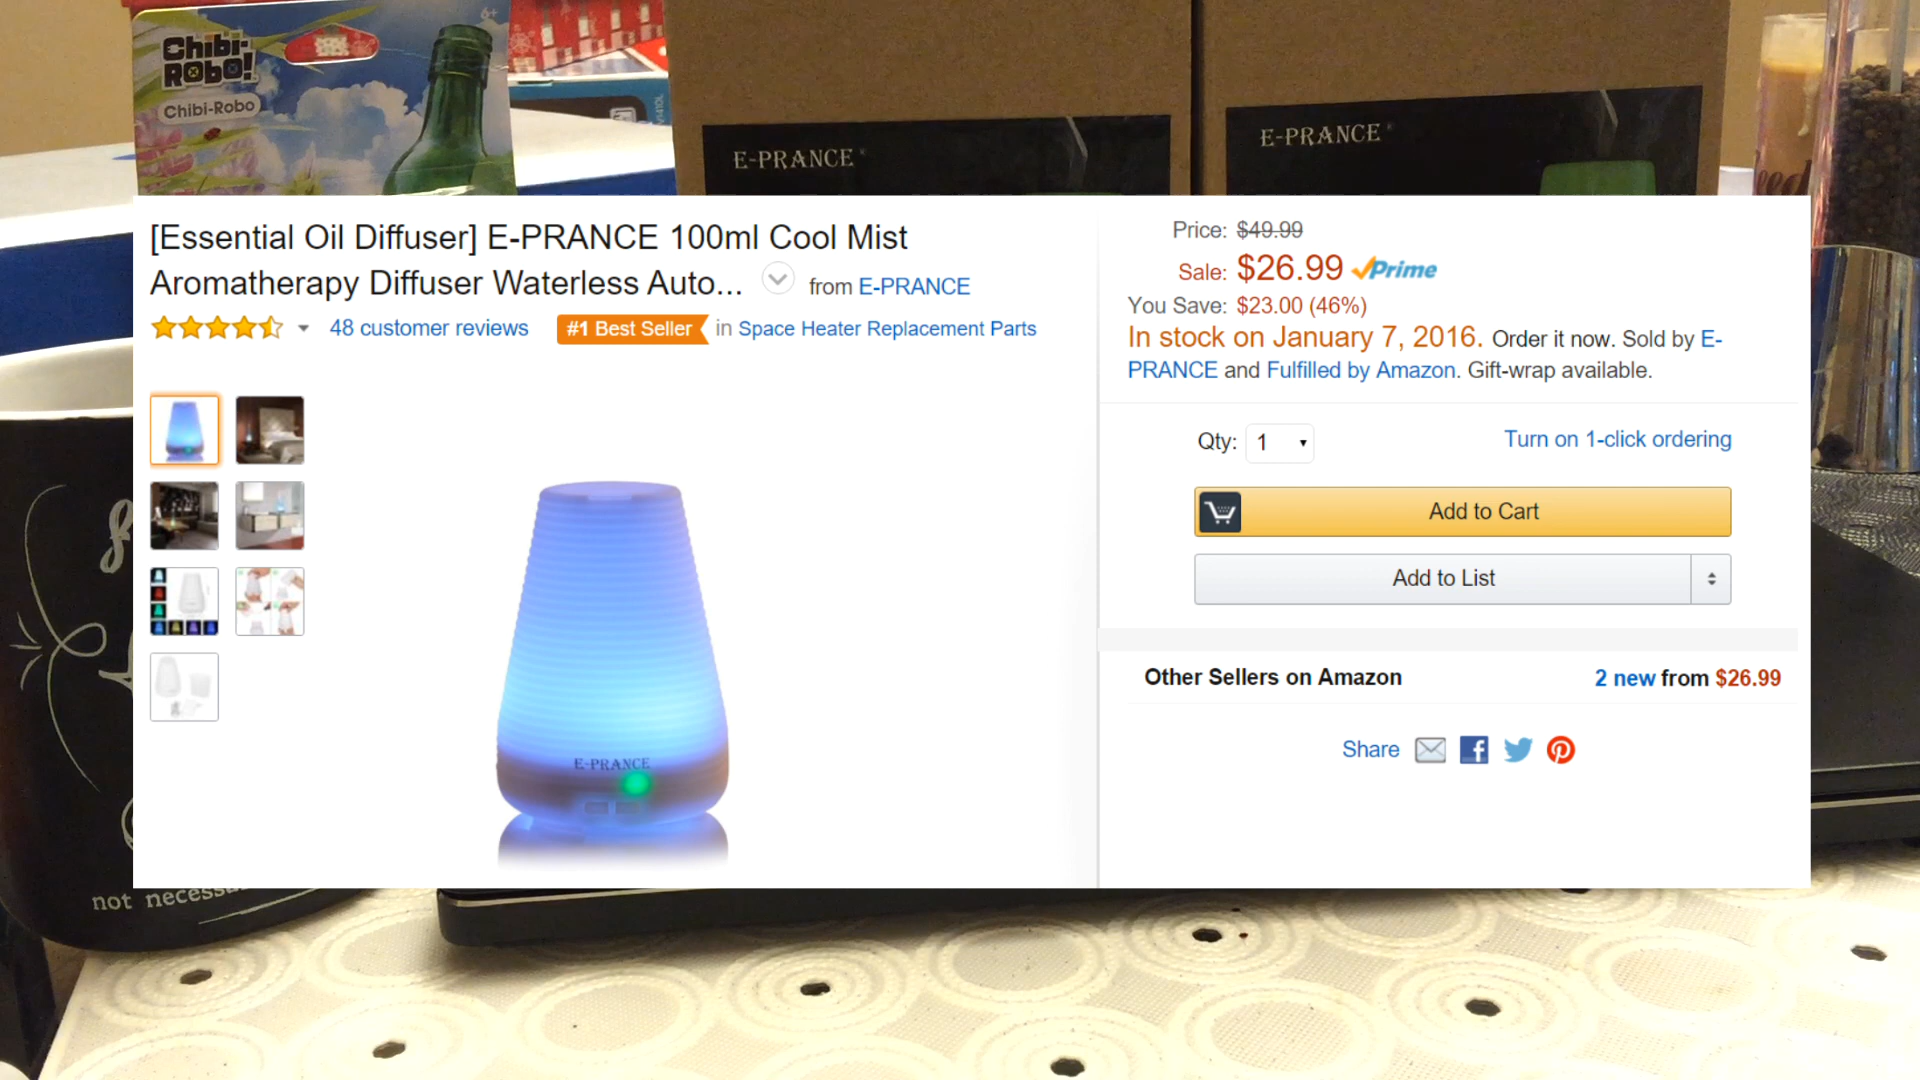 6+
Chibi-
Robo!
Chibi-Robo
E-PRANCE
E-PRANCE
[Essential Oil Diffuser] E-PRANCE 100ml Cool Mist
Aromatherapy Diffuser Waterless Auto... from E-PRANCE
48 customer reviews #1 Best Seller in Space Heater Replacement Parts
E-PRANCE
Price: $49.99
Sale: $26.99 Prime
You Save: $23.00 (46%)
In stock on January 7, 2016. Order it now. Sold by E-
PRANCE and Fulfilled by Amazon. Gift-wrap available.
Qty: 1 Turn on 1-click ordering
Add to Cart
Add to List
Other Sellers on Amazon 2 new from $26.99
Share
not